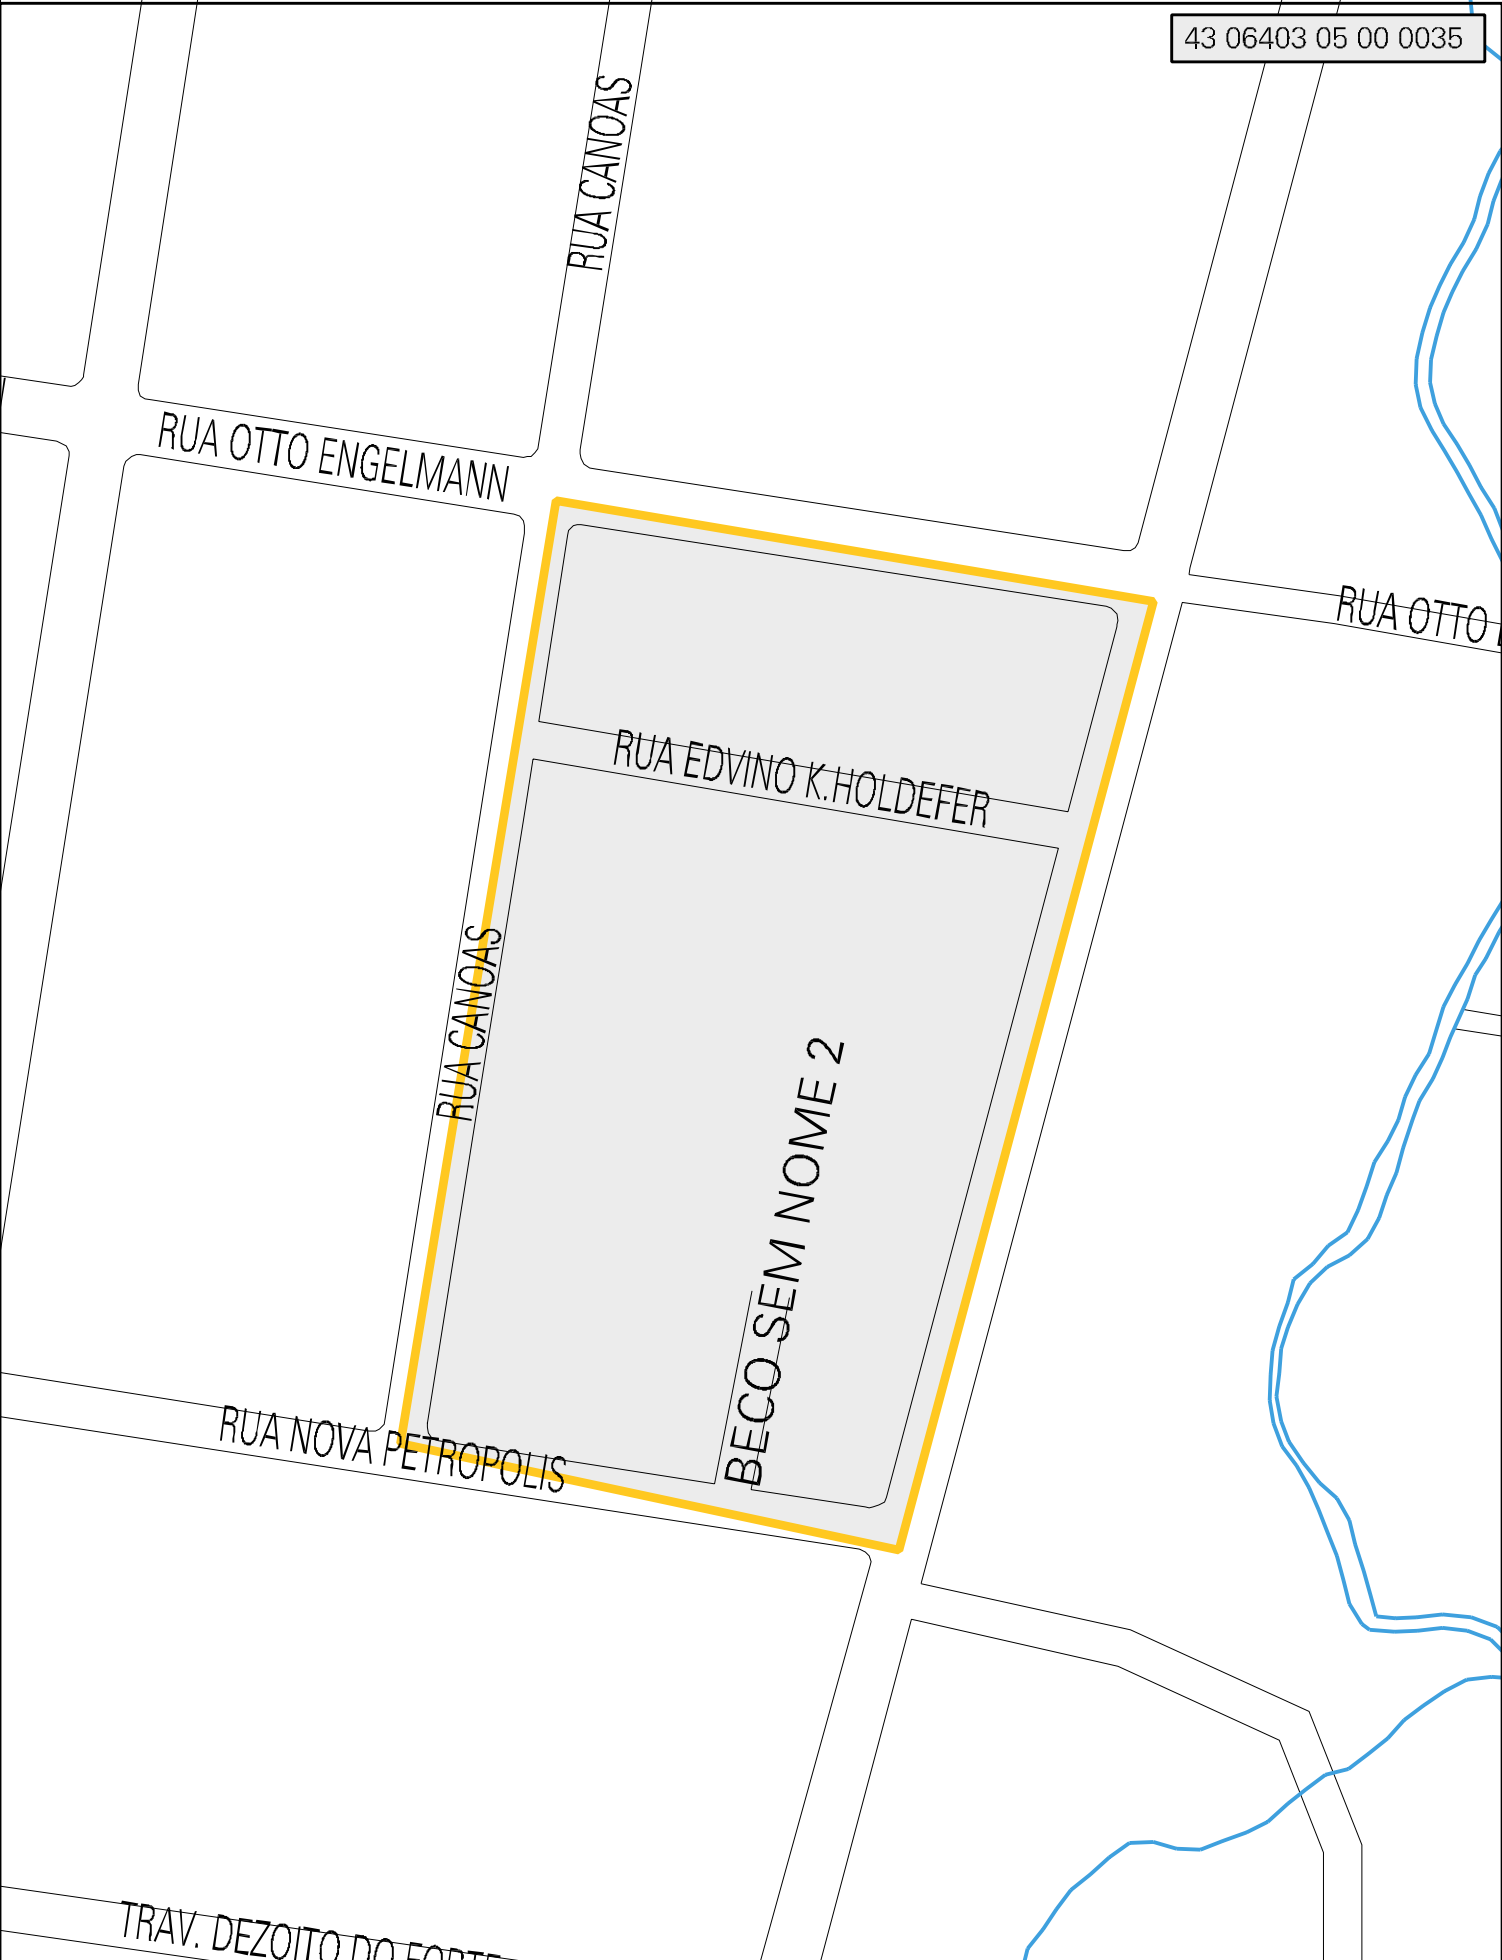 43 06403 05 00 0035
RUA CANOAS
RUA OTTO ENGELMANN
RUA OTTO
RUA EDVINO K.HOLDEFER
RUA CANOAS
BECO SEM NOME 2
RUA NOVA PETROPOLIS
TRAV. DEZOITO DO FORTE